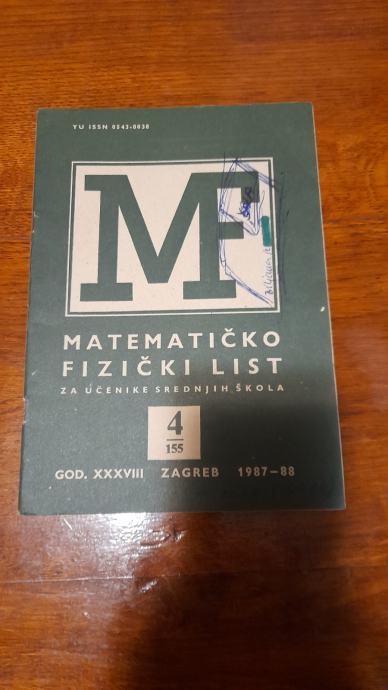 YU ISSN 0543-0038
MF
MATEMATIČKO
FIZIČKI LIST
ZA UČENIKE SREDNJIH ŠKOLA
4
155
GOD. XXXVIII ZAGREB 1987-88